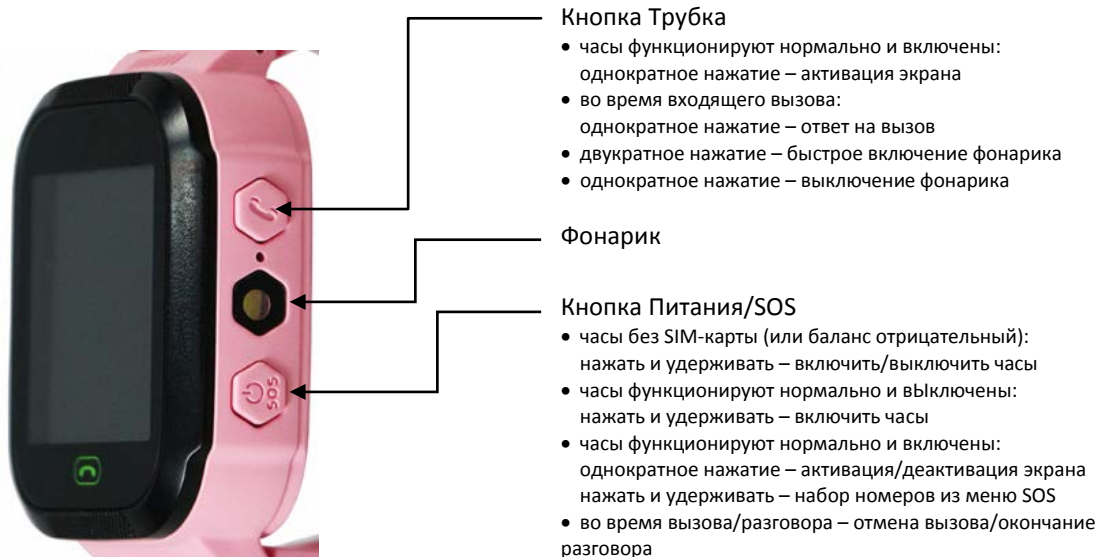 Кнопка Трубка
• часы функционируют нормально и включены:
однократное нажатие – активация экрана
• во время входящего вызова:
однократное нажатие – ответ на вызов
• двукратное нажатие – быстрое включение фонарика
• однократное нажатие – выключение фонарика
Фонарик
Кнопка Питания/SOS
• часы без SIM-карты (или баланс отрицательный):
нажать и удерживать – включить/выключить часы
• часы функционируют нормально и вЫключены:
нажать и удерживать – включить часы
• часы функционируют нормально и включены:
однократное нажатие – активация/деактивация экрана
нажать и удерживать – набор номеров из меню SOS
• во время вызова/разговора – отмена вызова/окончание
разговора
SOS